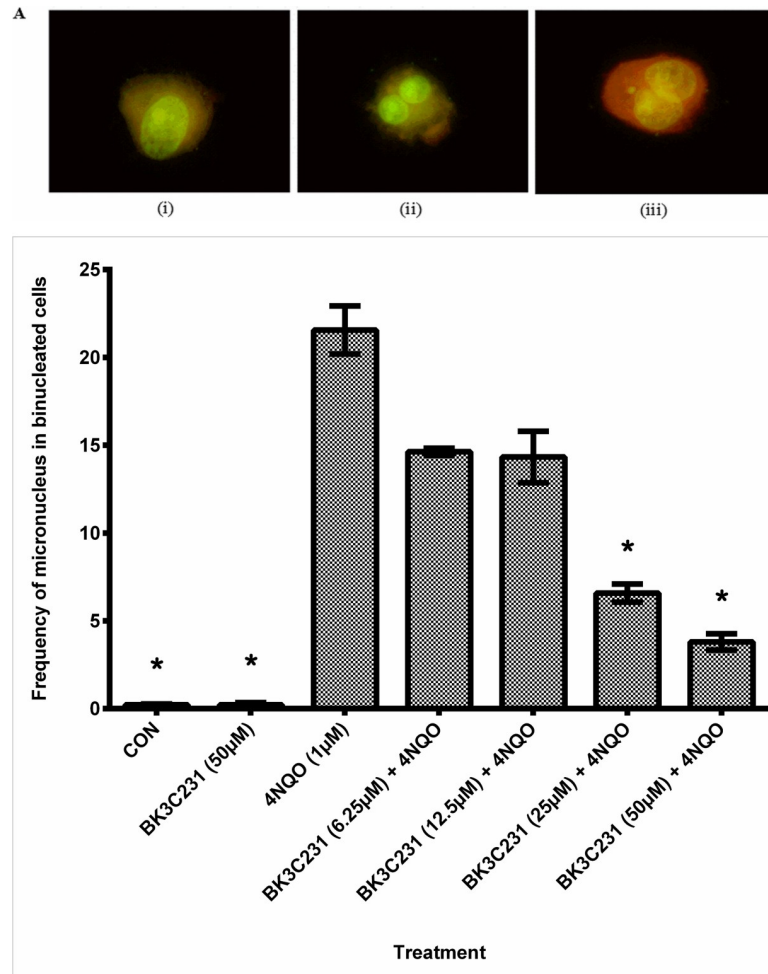 A
(i) (ii) (iii)
Frequency of micronucleus in binucleated cells
25
20
15
10
5
0
* * * *
CON
BK3C231 (50µM)
4NQO (1µM)
BK3C231 (6.25µM) + 4NQO
BK3C231 (12.5µM) + 4NQO
BK3C231 (25µM) + 4NQO
BK3C231 (50µM) + 4NQO
Treatment